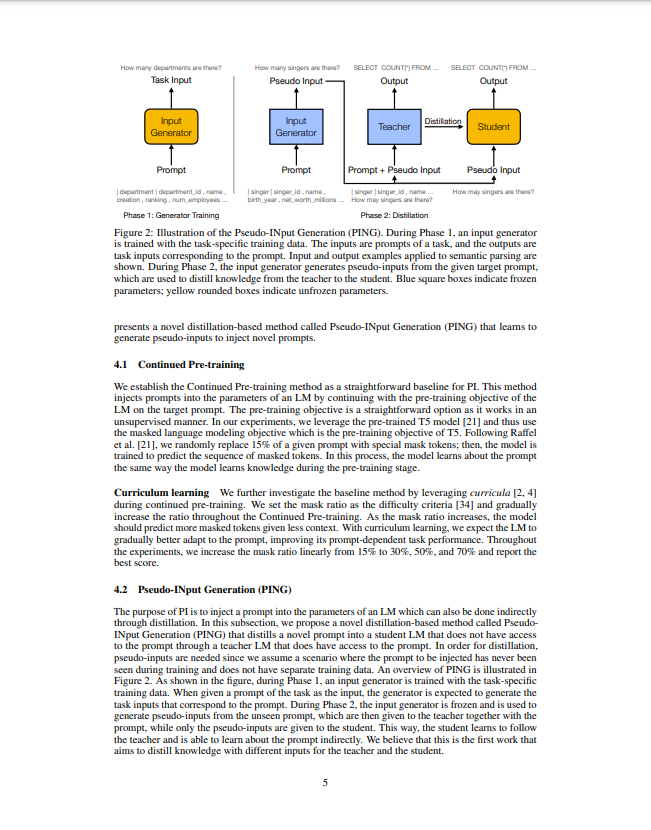 How many departments are there?
How many singers are there?
SELECT COUNT(*) FROM ...
SELECT COUNT(*) FROM ...
Task Input
Pseudo Input
Output
Output
Input
Generator
Input
Generator
Teacher
Distillation
Student
Prompt
Prompt
Prompt + Pseudo Input
Pseudo Input
| department | department_id , name ,
creation , ranking , num_employees ...
| singer | singer_id , name ,
birth_year , net_worth_millions ...
| singer | singer_id , name ...
How may singers are there?
How may singers are there?
Phase 1: Generator Training
Phase 2: Distillation
Figure 2: Illustration of the Pseudo-INput Generation (PING). During Phase 1, an input generator
is trained with the task-specific training data. The inputs are prompts of a task, and the outputs are
task inputs corresponding to the prompt. Input and output examples applied to semantic parsing are
shown. During Phase 2, the input generator generates pseudo-inputs from the given target prompt,
which are used to distill knowledge from the teacher to the student. Blue square boxes indicate frozen
parameters; yellow rounded boxes indicate unfrozen parameters.
presents a novel distillation-based method called Pseudo-INput Generation (PING) that learns to
generate pseudo-inputs to inject novel prompts.
4.1 Continued Pre-training
We establish the Continued Pre-training method as a straightforward baseline for PI. This method
injects prompts into the parameters of an LM by continuing with the pre-training objective of the
LM on the target prompt. The pre-training objective is a straightforward option as it works in an
unsupervised manner. In our experiments, we leverage the pre-trained T5 model [21] and thus use
the masked language modeling objective which is the pre-training objective of T5. Following Raffel
et al. [21], we randomly replace 15% of a given prompt with special mask tokens; then, the model is
trained to predict the sequence of masked tokens. In this process, the model learns about the prompt
the same way the model learns knowledge during the pre-training stage.
Curriculum learning We further investigate the baseline method by leveraging curricula [2, 4]
during continued pre-training. We set the mask ratio as the difficulty criteria [34] and gradually
increase the ratio throughout the Continued Pre-training. As the mask ratio increases, the model
should predict more masked tokens given less context. With curriculum learning, we expect the LM to
gradually better adapt to the prompt, improving its prompt-dependent task performance. Throughout
the experiments, we increase the mask ratio linearly from 15% to 30%, 50%, and 70% and report the
best score.
4.2 Pseudo-INput Generation (PING)
The purpose of PI is to inject a prompt into the parameters of an LM which can also be done indirectly
through distillation. In this subsection, we propose a novel distillation-based method called Pseudo-
INput Generation (PING) that distills a novel prompt into a student LM that does not have access
to the prompt through a teacher LM that does have access to the prompt. In order for distillation,
pseudo-inputs are needed since we assume a scenario where the prompt to be injected has never been
seen during training and does not have separate training data. An overview of PING is illustrated in
Figure 2. As shown in the figure, during Phase 1, an input generator is trained with the task-specific
training data. When given a prompt of the task as the input, the generator is expected to generate the
task inputs that correspond to the prompt. During Phase 2, the input generator is frozen and is used to
generate pseudo-inputs from the unseen prompt, which are then given to the teacher together with the
prompt, while only the pseudo-inputs are given to the student. This way, the student learns to follow
the teacher and is able to learn about the prompt indirectly. We believe that this is the first work that
aims to distill knowledge with different inputs for the teacher and the student.
5